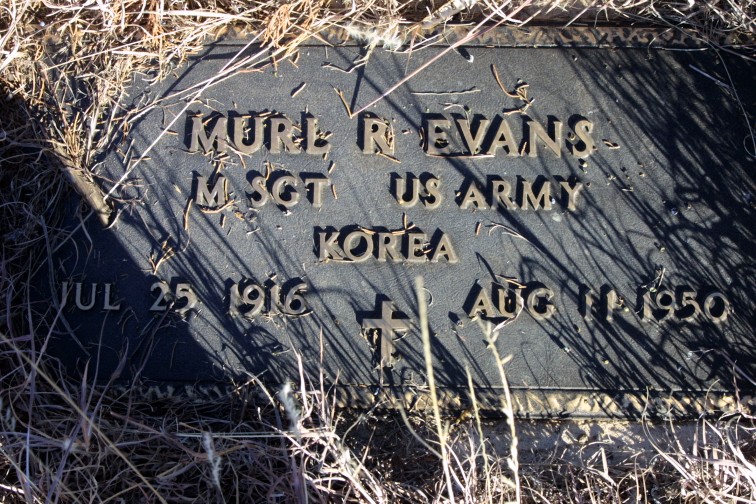 MURL R EVANS
M SGT US ARMY
KOREA
JUL 25 1916 AUG 11 1950